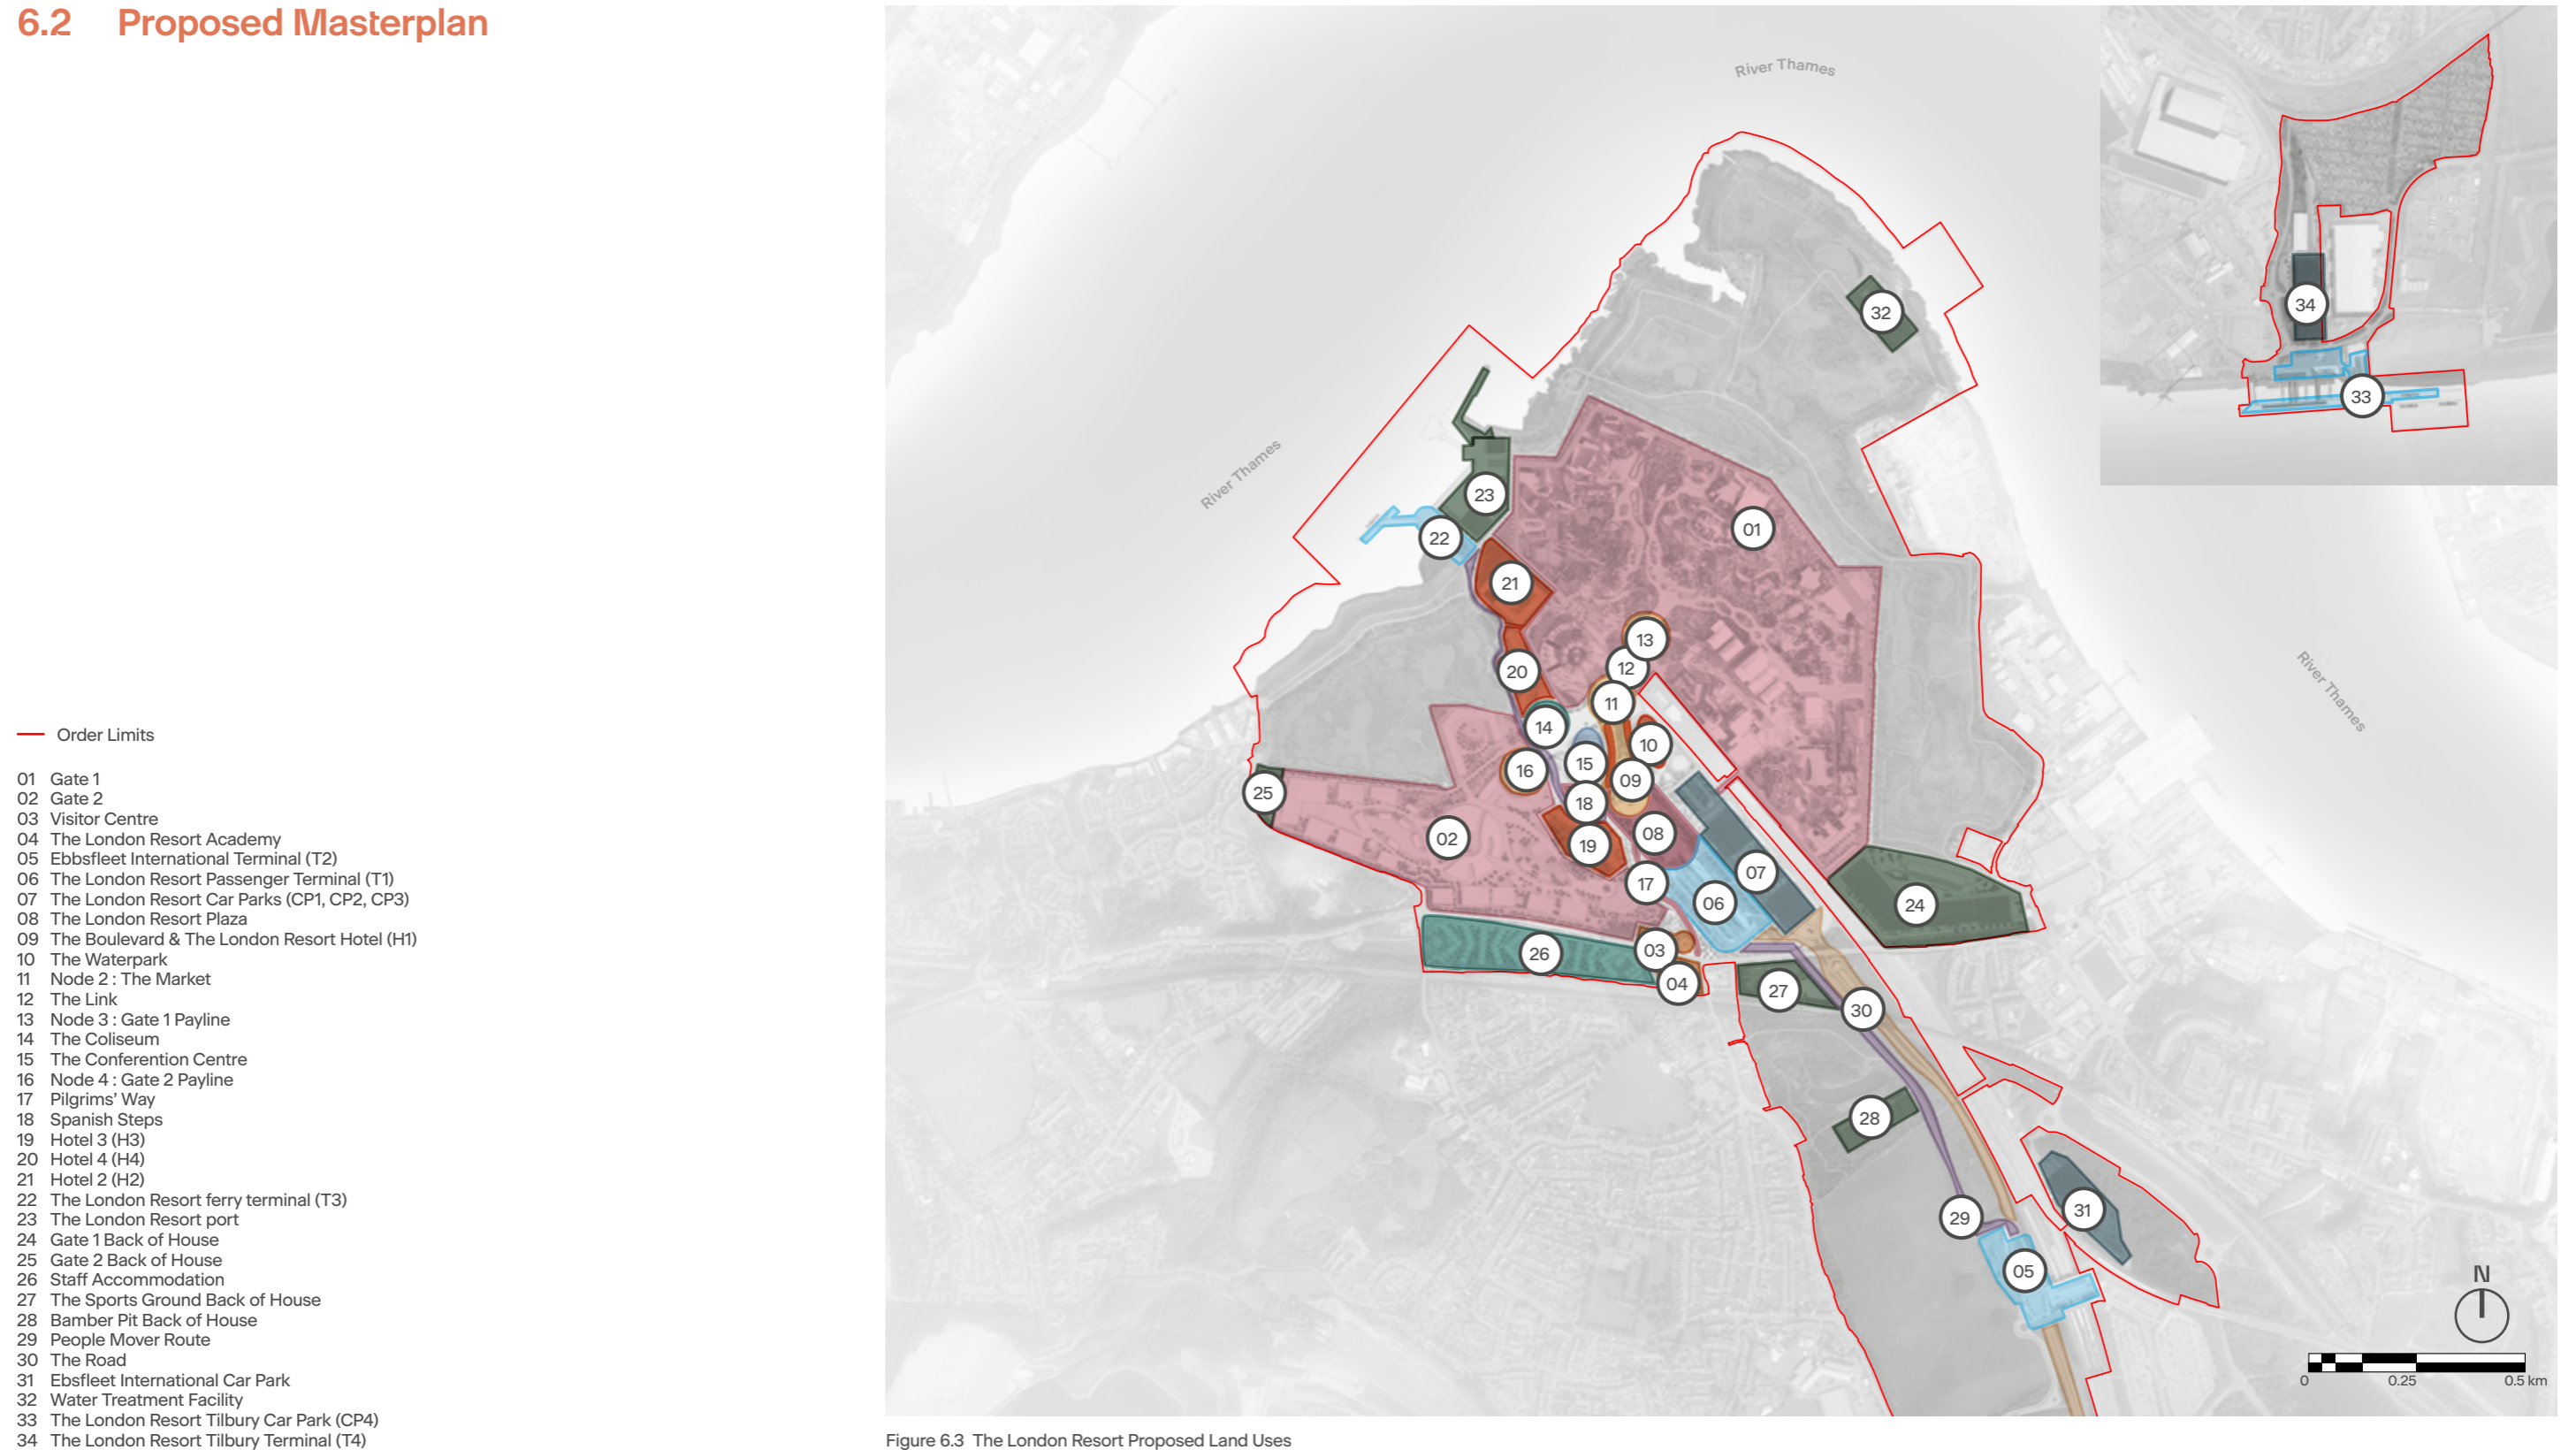 6.2 Proposed Masterplan
Order Limits
01 Gate 1
02 Gate 2
03 Visitor Centre
04 The London Resort Academy
05 Ebbsfleet International Terminal (T2)
06 The London Resort Passenger Terminal (T1)
07 The London Resort Car Parks (CP1, CP2, CP3)
08 The London Resort Plaza
09 The Boulevard & The London Resort Hotel (H1)
10 The Waterpark
11 Node 2 : The Market
12 The Link
13 Node 3 : Gate 1 Payline
14 The Coliseum
15 The Conferention Centre
16 Node 4 : Gate 2 Payline
17 Pilgrims' Way
18 Spanish Steps
19 Hotel 3 (H3)
20 Hotel 4 (H4)
21 Hotel 2 (H2)
22 The London Resort ferry terminal (T3)
23 The London Resort port
24 Gate 1 Back of House
25 Gate 2 Back of House
26 Staff Accommodation
27 The Sports Ground Back of House
28 Bamber Pit Back of House
29 People Mover Route
30 The Road
31 Ebsfleet International Car Park
32 Water Treatment Facility
33 The London Resort Tilbury Car Park (CP4)
34 The London Resort Tilbury Terminal (T4)
River Thames
River Thames
River Thames
34
33
32
23
01
22
21
13
12
20
11
14
10
15
16
09
25
18
08
02
19
07
17
06
24
03
26
04
27
30
28
31
29
05
N
0 0.25 0.5 km
Figure 6.3 The London Resort Proposed Land Uses